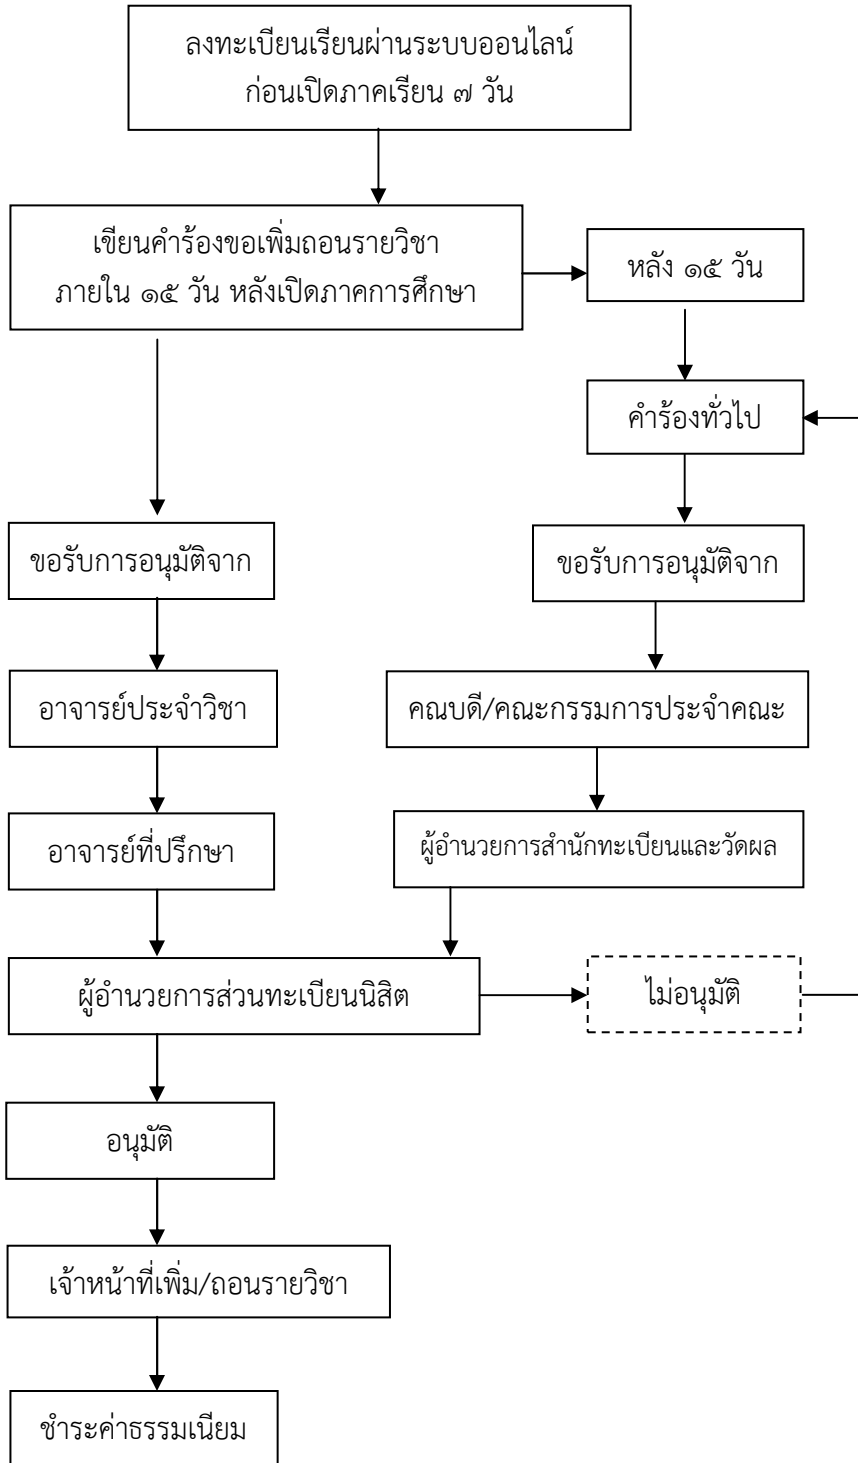 ลงทะเบียนเรียนผ่านระบบออนไลน์
ก่อนเปิดภาคเรียน ๗ วัน
เขียนคำร้องขอเพิ่มถอนรายวิชา
ภายใน ๑๕ วัน หลังเปิดภาคการศึกษา
หลัง ๑๕ วัน
คำร้องทั่วไป
ขอรับการอนุมัติจาก
ขอรับการอนุมัติจาก
อาจารย์ประจำวิชา
คณบดี/คณะกรรมการประจำคณะ
อาจารย์ที่ปรึกษา
ผู้อำนวยการสำนักทะเบียนและวัดผล
ผู้อำนวยการส่วนทะเบียนนิสิต
ไม่อนุมัติ
อนุมัติ
เจ้าหน้าที่เพิ่ม/ถอนรายวิชา
ชำระค่าธรรมเนียม